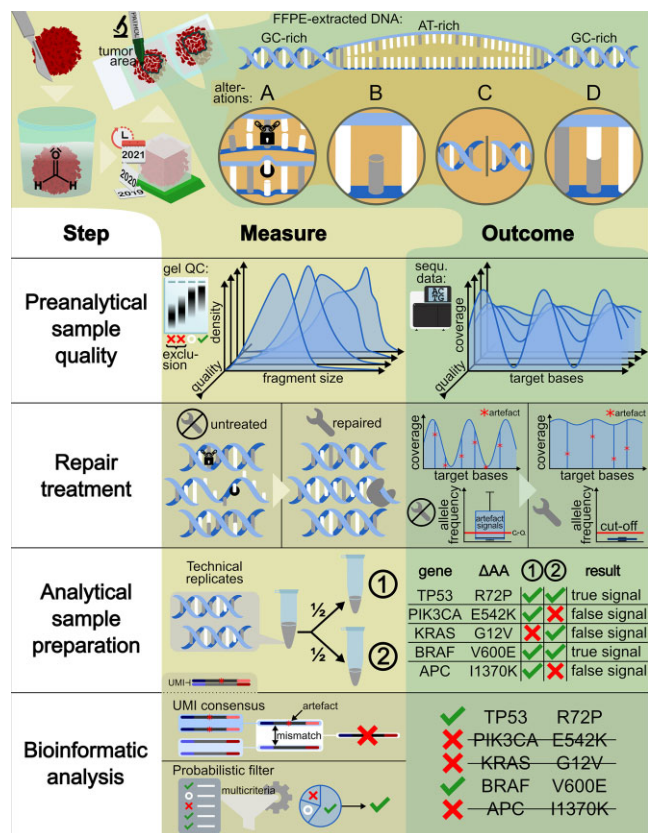 FFPE-extracted DNA:
GC-rich
AT-rich
GC-rich
PATHOL
tumor
area
alter-
ations:
A
B
C
D
O
H
H
2021
2020
2019
Step
Measure
Outcome
Preanalytical
sample
quality
gel QC:
exclu-
sion
density
quality
fragment size
sequ.
data:
coverage
quality
target bases
Repair
treatment
untreated
repaired
*artefact
coverage
target bases
*artefact
coverage
target bases
allele
frequency
artefact
signals
c.-o.
allele
frequency
cut-off
Analytical
sample
preparation
Technical
replicates
½
½
1
2
UMI
gene ΔAA 1 2 result
TP53 R72P true signal
PIK3CA E542K false signal
KRAS G12V false signal
BRAF V600E true signal
APC I1370K false signal
Bioinformatic
analysis
UMI consensus
artefact
mismatch
Probabilistic filter
multicriteria
TP53 R72P
PIK3CA E542K
KRAS G12V
BRAF V600E
APC I1370K